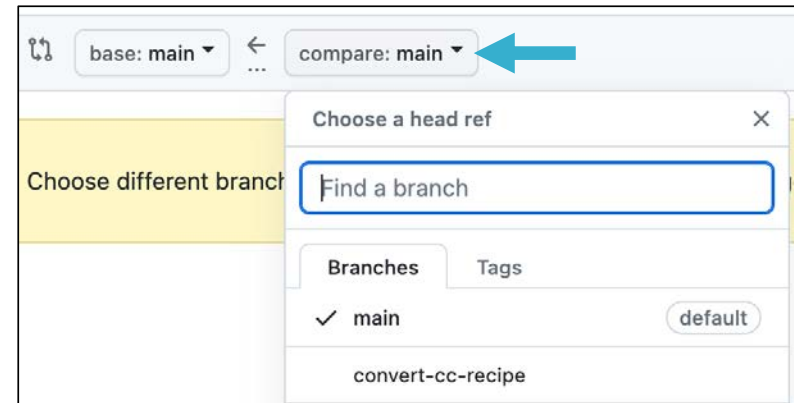 base: main compare: main
Choose a head ref
Choose different branch
Find a branch
Branches Tags
main default
convert-cc-recipe